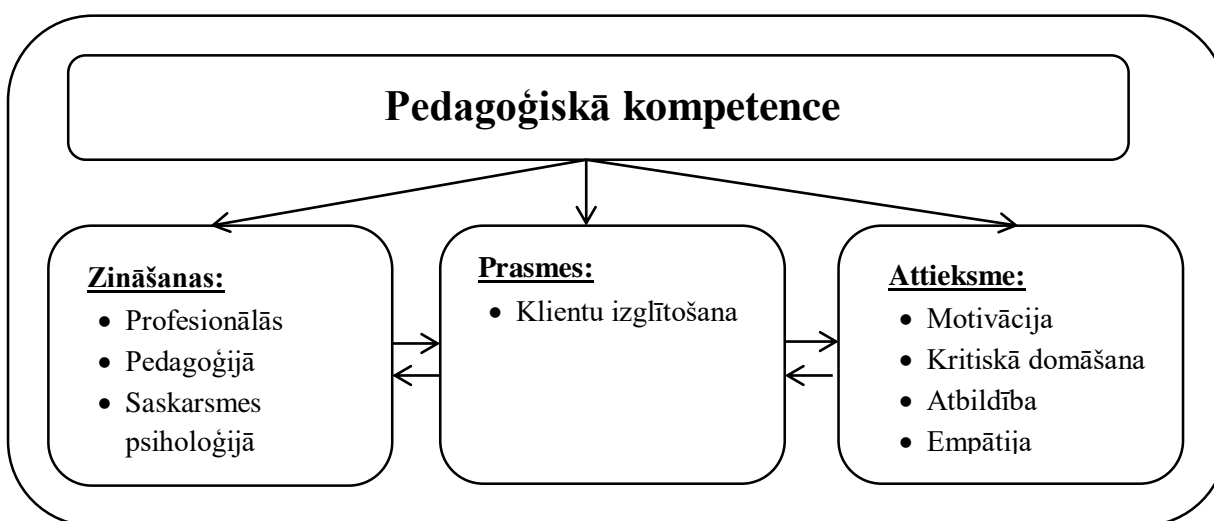 Pedagoģiskā kompetence
Zināšanas:
• Profesionālās
• Pedagoģijā
• Saskarsmes
psiholoģijā
Prasmes:
• Klientu izglītošana
Attieksme:
• Motivācija
• Kritiskā domāšana
• Atbildība
• Empātija